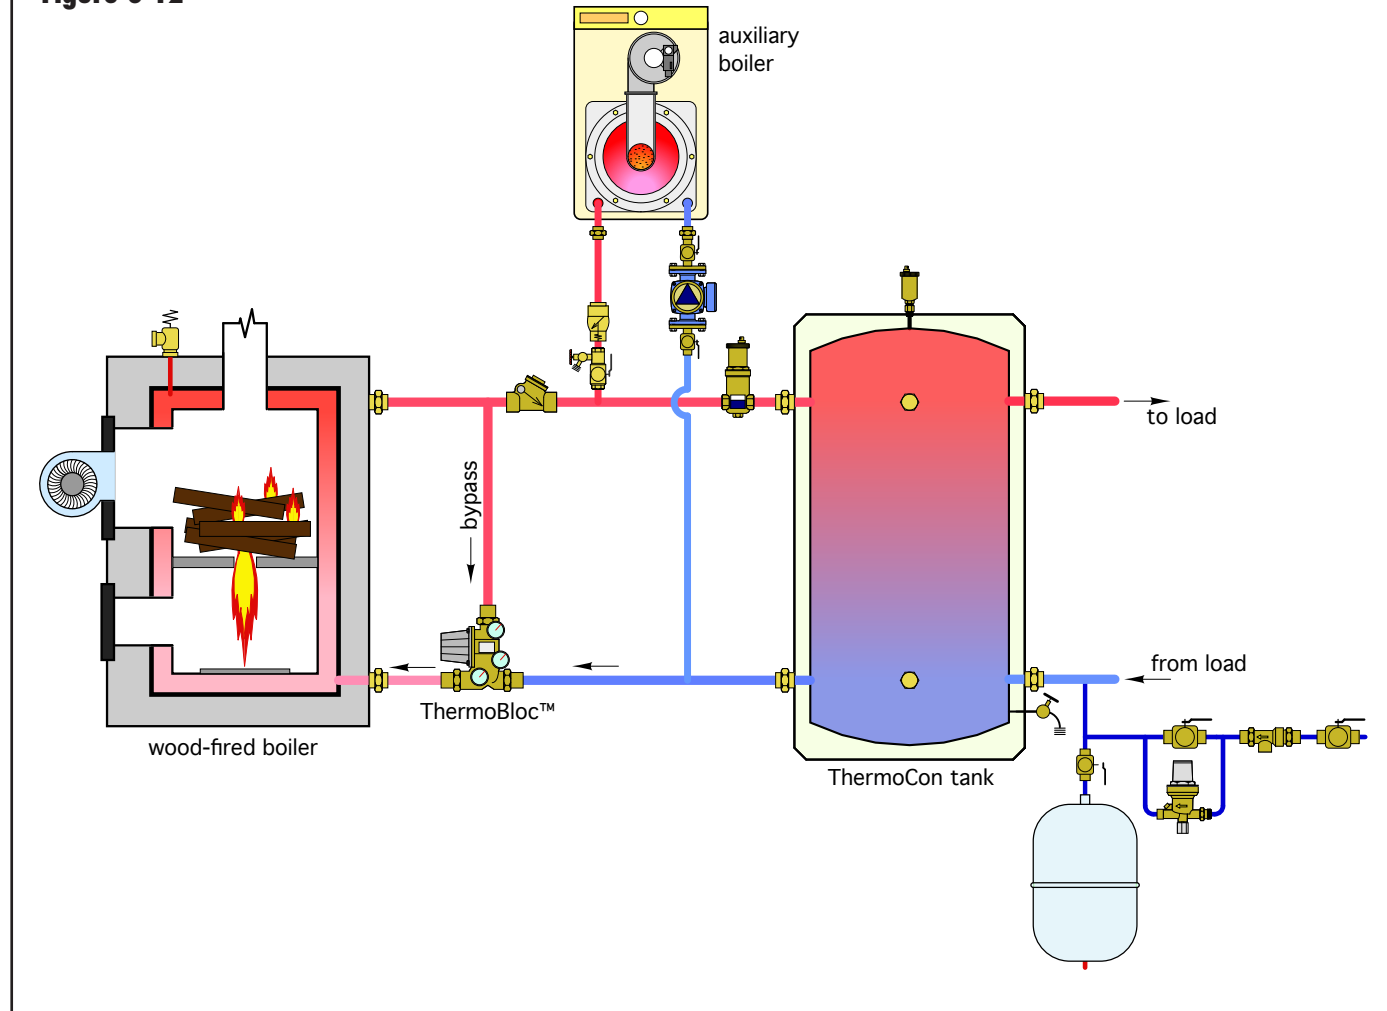 auxiliary
boiler
to load
bypass
from load
ThermoBloc™
wood-fired boiler
ThermoCon tank